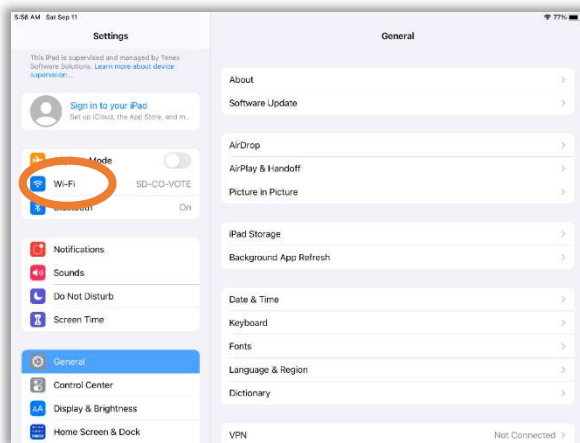 5:56 AM Sat Sep 11
77%
Settings
This iPad is supervised and managed by Tenex
Software Solutions. Learn more about device
supervision...
Sign in to your iPad
Set up iCloud, the App Store, and m...
Mode
Wi-Fi SD-CO-VOTE
Bluetooth On
Notifications
Sounds
Do Not Disturb
Screen Time
General
Control Center
Display & Brightness
Home Screen & Dock
General
About
Software Update
AirDrop
AirPlay & Handoff
Picture in Picture
iPad Storage
Background App Refresh
Date & Time
Keyboard
Fonts
Language & Region
Dictionary
VPN Not Connected